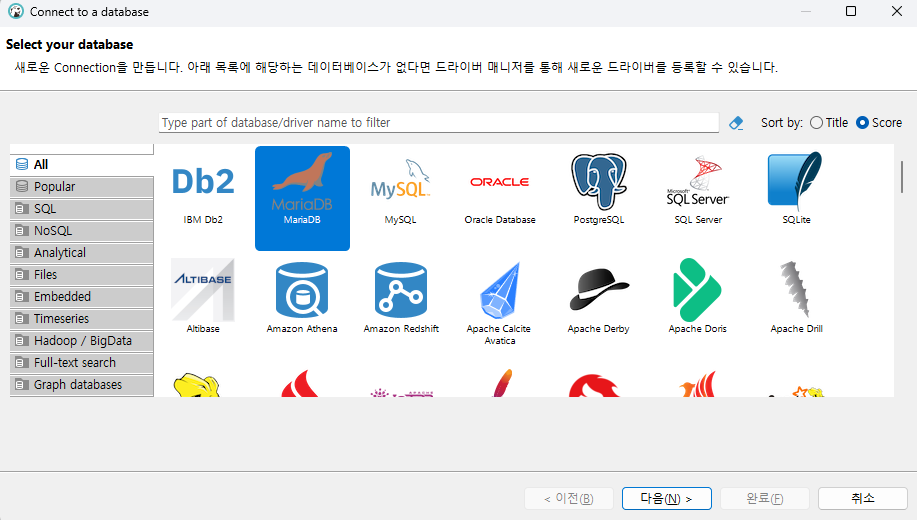 Connect to a database
Select your database
새로운 Connection을 만듭니다. 아래 목록에 해당하는 데이터베이스가 없다면 드라이버 매니저를 통해 새로운 드라이버를 등록할 수 있습니다.
Type part of database/driver name to filter
Sort by: Title Score
All
Popular
SQL
NoSQL
Analytical
Files
Embedded
Timeseries
Hadoop / BigData
Full-text search
Graph databases
Db2
IBM Db2
MariaDB
MariaDB
MySQL
MySQL
ORACLE
Oracle Database
PostgreSQL
Microsoft
SQL Server
SQL Server
SQLite
ALTIBASE
Altibase
Amazon Athena
Amazon Redshift
Apache Calcite
Avatica
Apache Derby
Apache Doris
Apache Drill
< 이전(B)
다음(N) >
완료(F)
취소